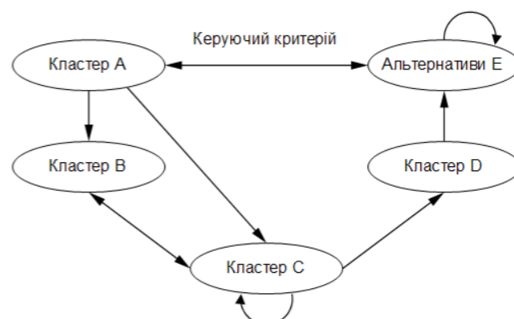 Керуючий критерій
Кластер A
Альтернативи E
Кластер B
Кластер D
Кластер C